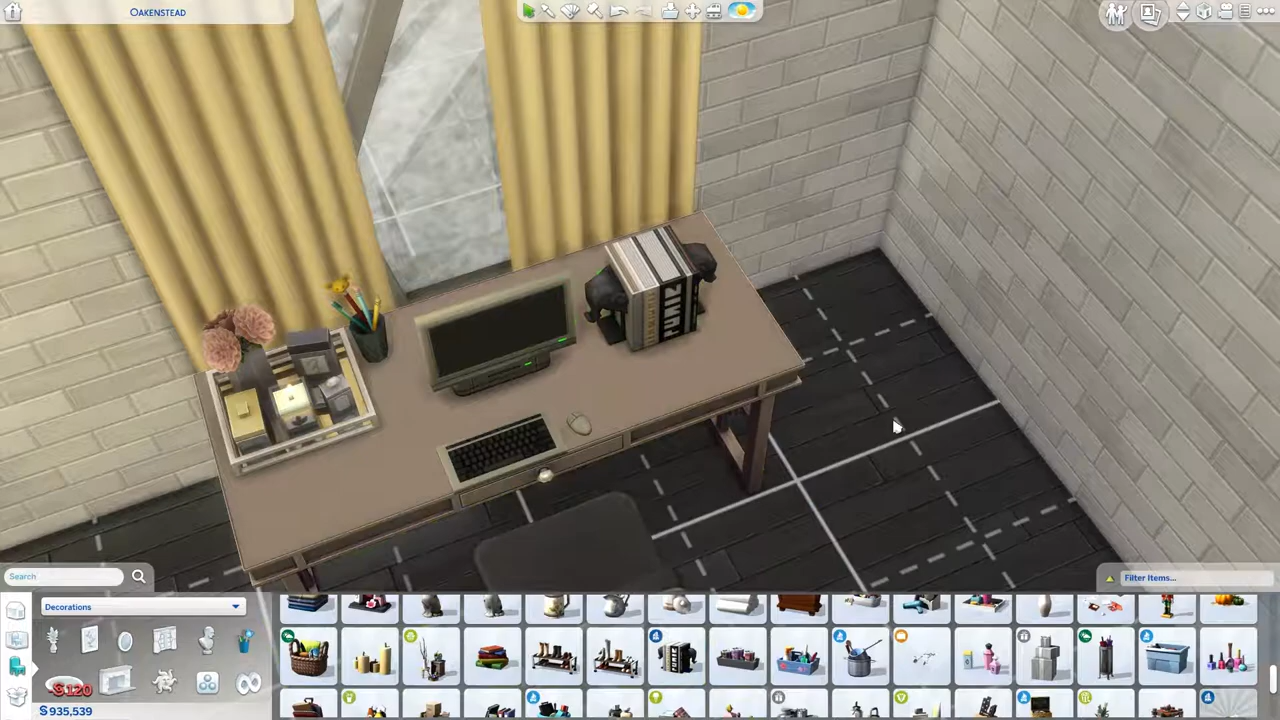 OAKENSTEAD
Search
Filter Items...
Decorations
§120
§935,539